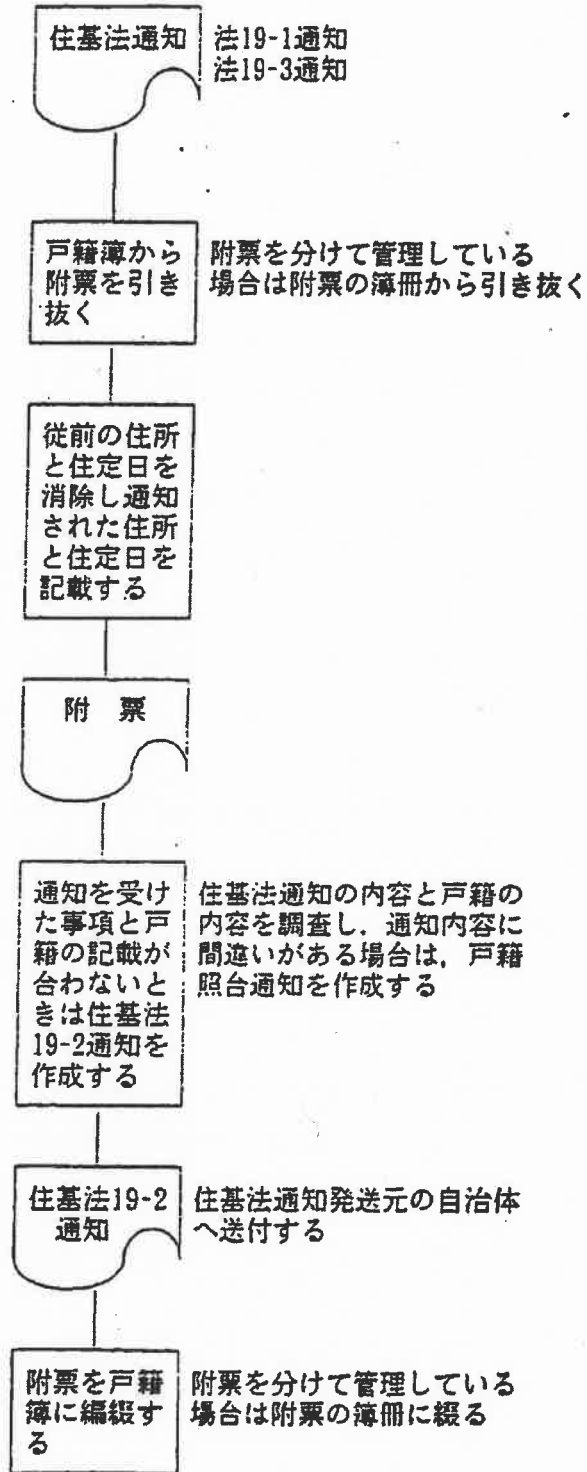 住基法通知
法19-1通知
法19-3通知
戸籍簿から
附票を引き
抜く
附票を分けて管理している
場合は附票の簿冊から引き抜く
従前の住所
と住定日を
消除し通知
された住所
と住定日を
記載する
附 票
通知を受け
た事項と戸
籍の記載が
合わないと
きは住基法
19-2通知を
作成する
住基法通知の内容と戸籍の
内容を調査し，通知内容に
間違いがある場合は，戸籍
照合通知を作成する
住基法19-2
通知
住基法通知発送元の自治体
へ送付する
附票を戸籍
簿に編綴す
る
附票を分けて管理している
場合は附票の簿冊に綴る